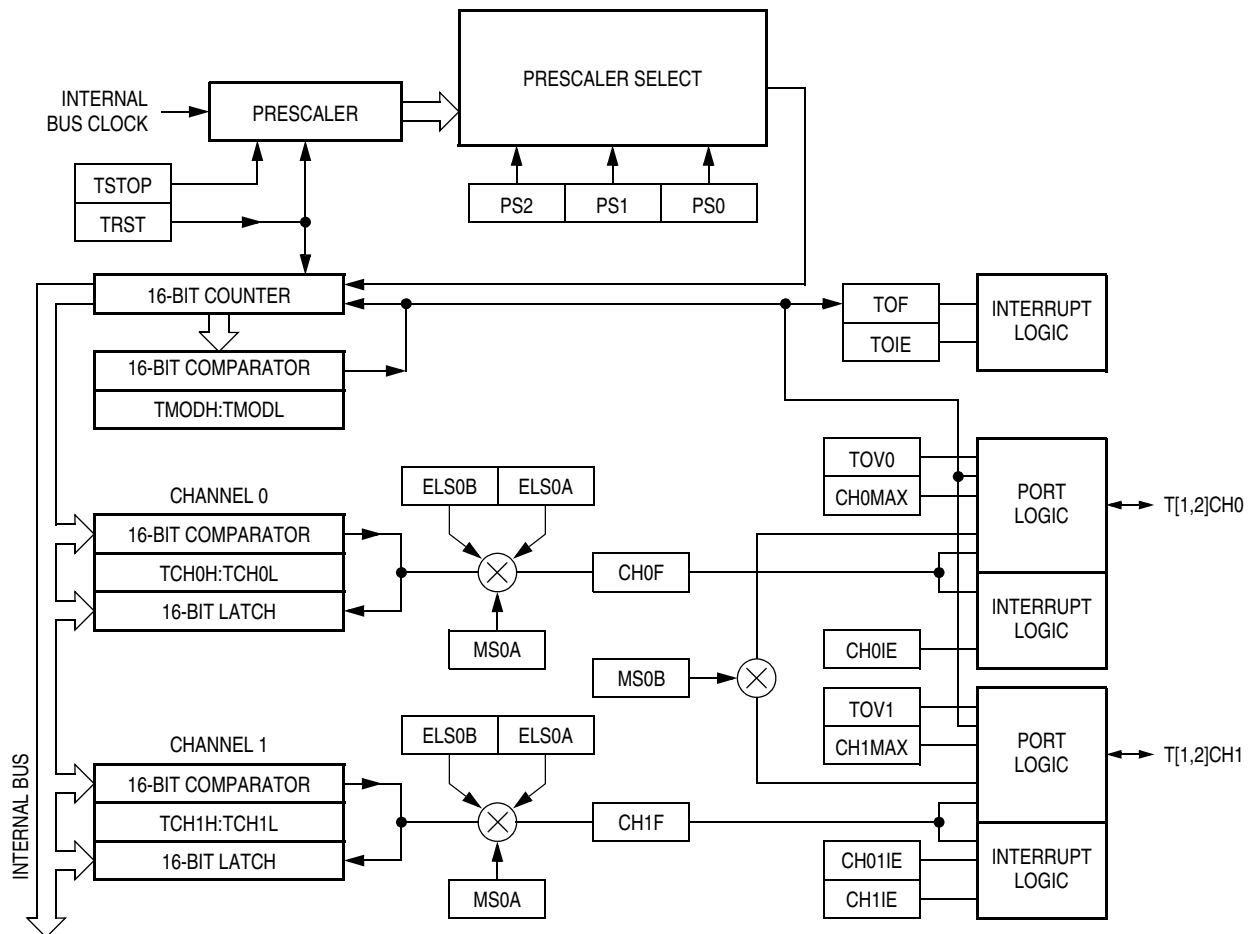 PRESCALER SELECT
INTERNAL
BUS CLOCK
PRESCALER
TSTOP
TRST
PS2
PS1
PS0
16-BIT COUNTER
TOF
TOIE
INTERRUPT
LOGIC
16-BIT COMPARATOR
TMODH:TMODL
TOV0
CH0MAX
PORT
LOGIC
T[1,2]CH0
CHANNEL 0
ELS0B
ELS0A
16-BIT COMPARATOR
TCH0H:TCH0L
16-BIT LATCH
CH0F
MS0A
INTERRUPT
LOGIC
CH0IE
MS0B
TOV1
CH1MAX
PORT
LOGIC
T[1,2]CH1
CHANNEL 1
ELS0B
ELS0A
16-BIT COMPARATOR
TCH1H:TCH1L
16-BIT LATCH
CH1F
MS0A
CH01IE
CH1IE
INTERRUPT
LOGIC
INTERNAL BUS